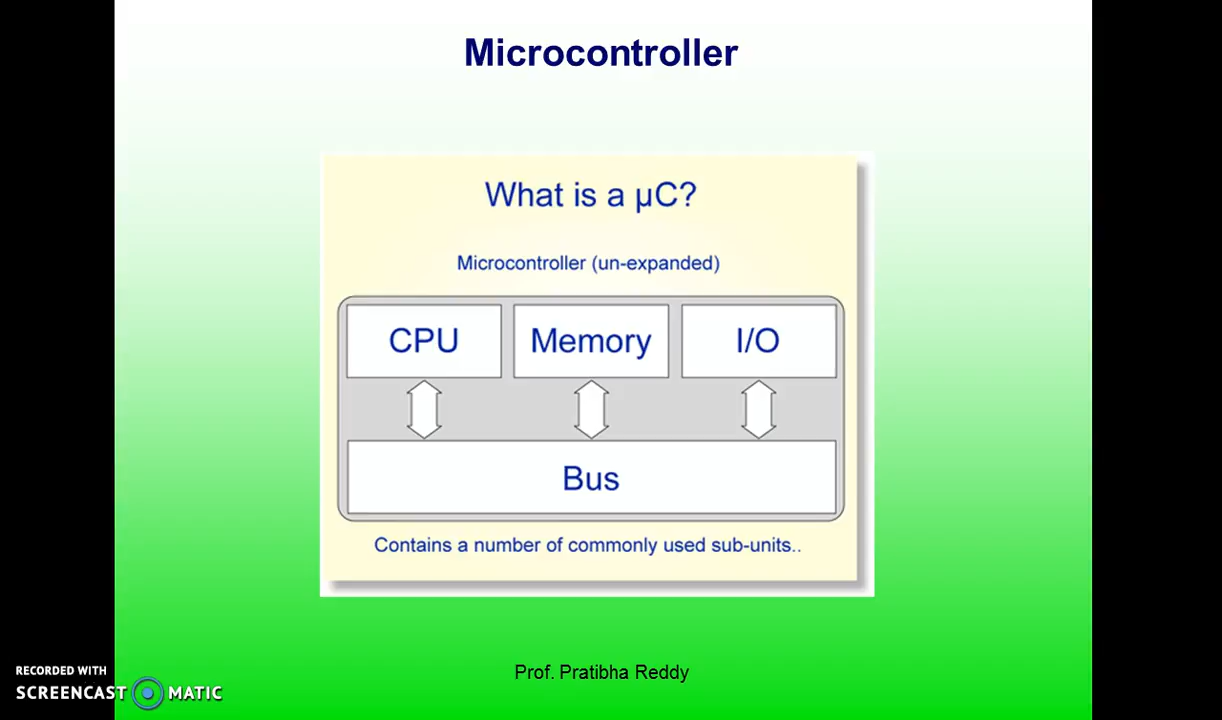 Microcontroller
What is a µC?
Microcontroller (un-expanded)
CPU
Memory
I/O
Bus
Contains a number of commonly used sub-units..
Prof. Pratibha Reddy
RECORDED WITH
SCREENCAST MATIC